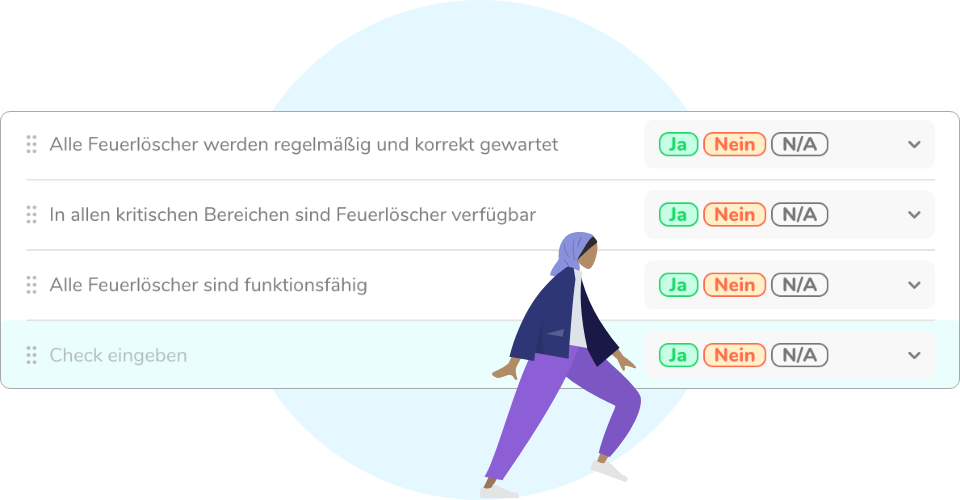 Alle Feuerlöscher werden regelmäßig und korrekt gewartet Ja Nein N/A
In allen kritischen Bereichen sind Feuerlöscher verfügbar Ja Nein N/A
Alle Feuerlöscher sind funktionsfähig Ja Nein N/A
Check eingeben Ja Nein N/A